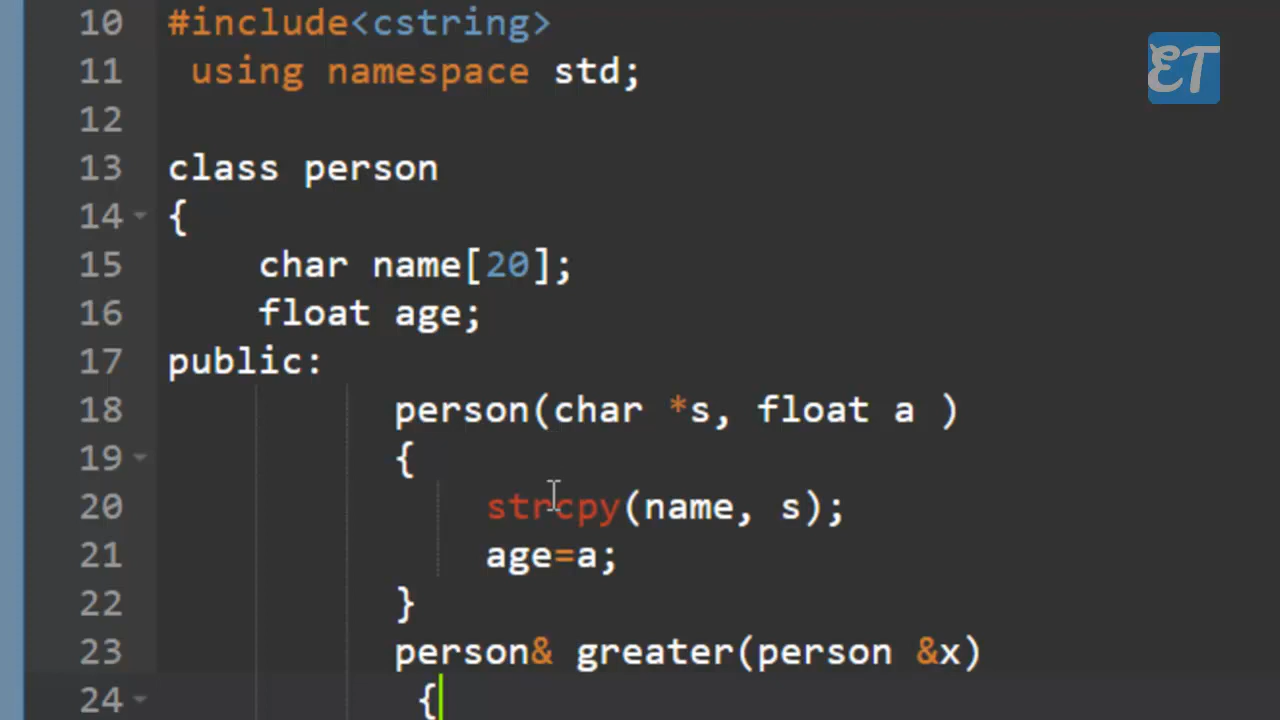 10 #include<cstring>
11 using namespace std;
12
13 class person
14 {
15 char name[20];
16 float age;
17 public:
18 person(char *s, float a )
19 {
20 strcpy(name, s);
21 age=a;
22 }
23 person& greater(person &x)
24 {
ET